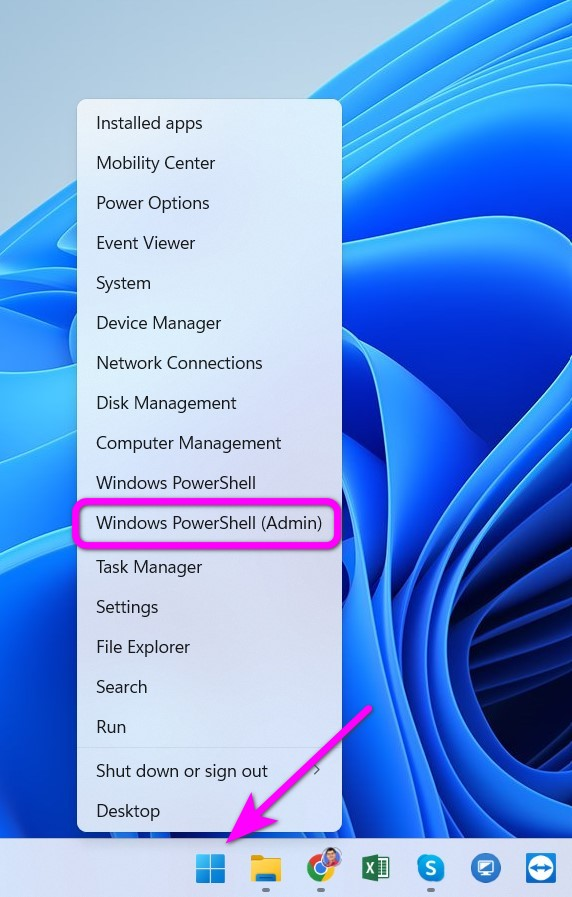 Installed apps
Mobility Center
Power Options
Event Viewer
System
Device Manager
Network Connections
Disk Management
Computer Management
Windows PowerShell
Windows PowerShell (Admin)
Task Manager
Settings
File Explorer
Search
Run
Shut down or sign out
Desktop